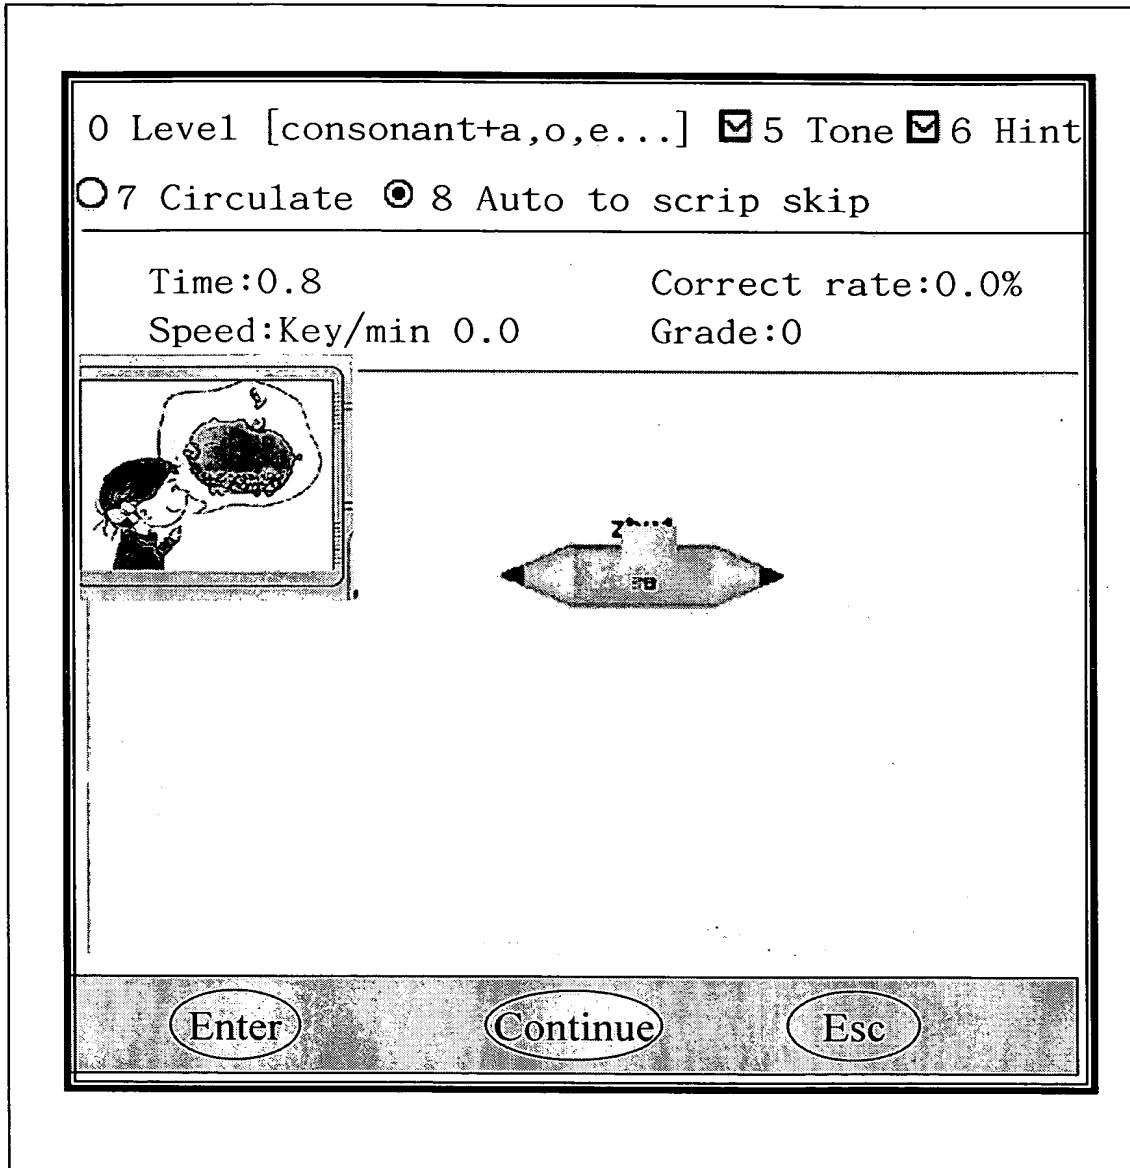 0 Level [consonant+a,o,e...] 5 Tone 6 Hint
7 Circulate 8 Auto to scrip skip
Time:0.8 Correct rate:0.0%
Speed:Key/min 0.0 Grade:0
Enter Continue Esc